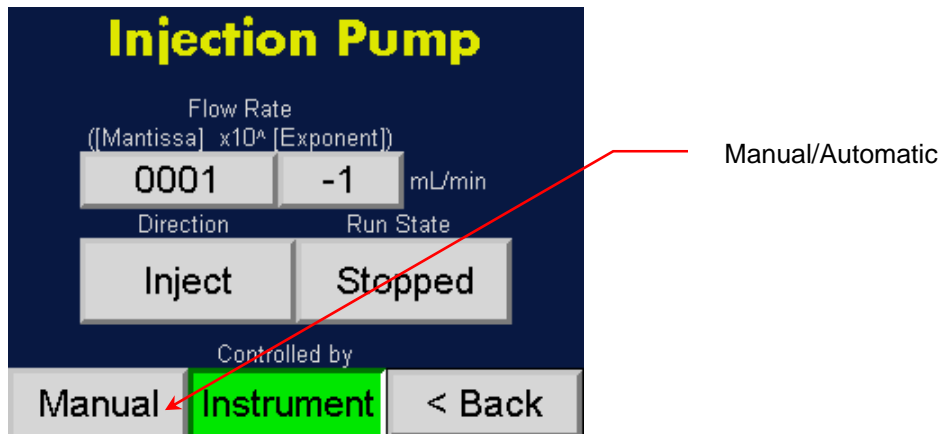 Injection Pump
Flow Rate
([Mantissa] x10^ [Exponent])
0001 -1 mL/min
Direction Run State
Inject Stopped
Controlled by
Manual Instrument < Back
Manual/Automatic